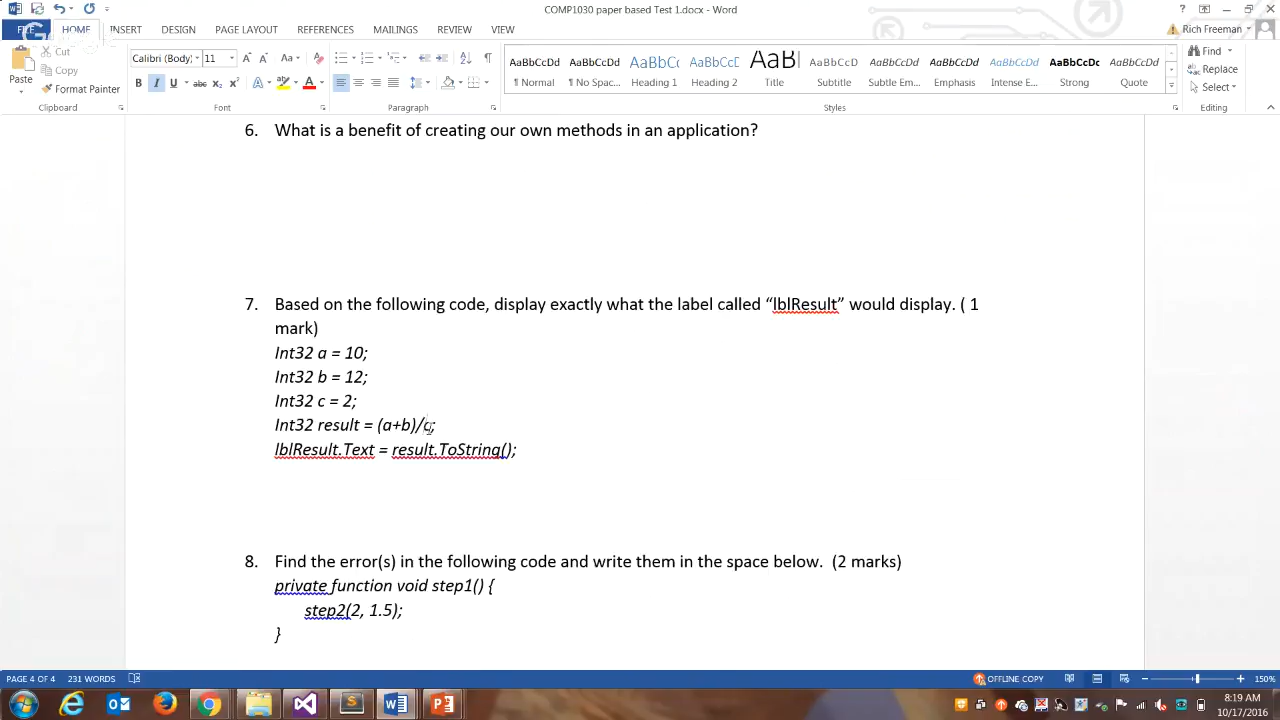 COMP1030 paper based Test 1.docx - Word
FILE HOME INSERT DESIGN PAGE LAYOUT REFERENCES MAILINGS REVIEW VIEW Rich Freeman
Paste Cut Copy Format Painter
Calibri (Body) 11
AaBbCcDd AaBbCcDd AaBbCc AaBbCcD AaB AaBbCcD AaBbCcDd AaBbCcDd AaBbCcDd AaBbCcDd AaBbCcDd
¶ Normal ¶ No Spac... Heading 1 Heading 2 Title Subtitle Subtle Em... Emphasis Intense E... Strong Quote
Find Replace Select
Clipboard Font Paragraph Styles Editing
6. What is a benefit of creating our own methods in an application?
7. Based on the following code, display exactly what the label called “lblResult” would display. ( 1
mark)
Int32 a = 10;
Int32 b = 12;
Int32 c = 2;
Int32 result = (a+b)/c;
lblResult.Text = result.ToString();
8. Find the error(s) in the following code and write them in the space below. (2 marks)
private function void step1() {
step2(2, 1.5);
}
PAGE 4 OF 4 231 WORDS OFFLINE COPY 150%
8:19 AM
10/17/2016